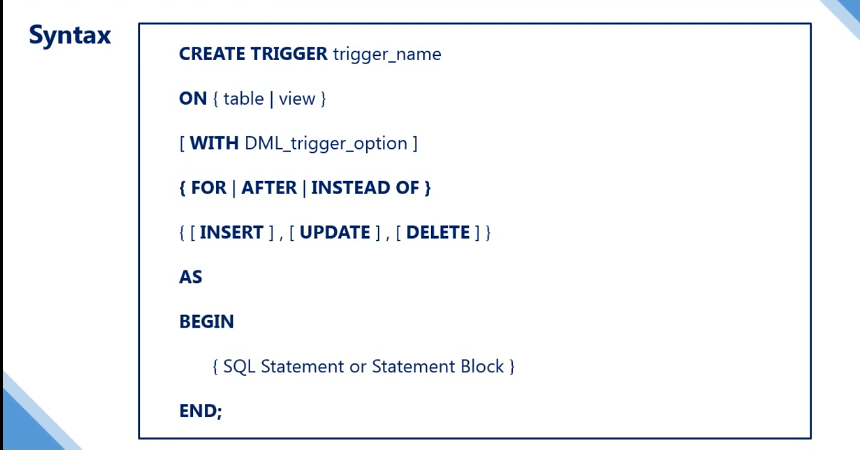 Syntax
CREATE TRIGGER trigger_name
ON { table | view }
[ WITH DML_trigger_option ]
{ FOR | AFTER | INSTEAD OF }
{ [ INSERT ] , [ UPDATE ] , [ DELETE ] }
AS
BEGIN
{ SQL Statement or Statement Block }
END;